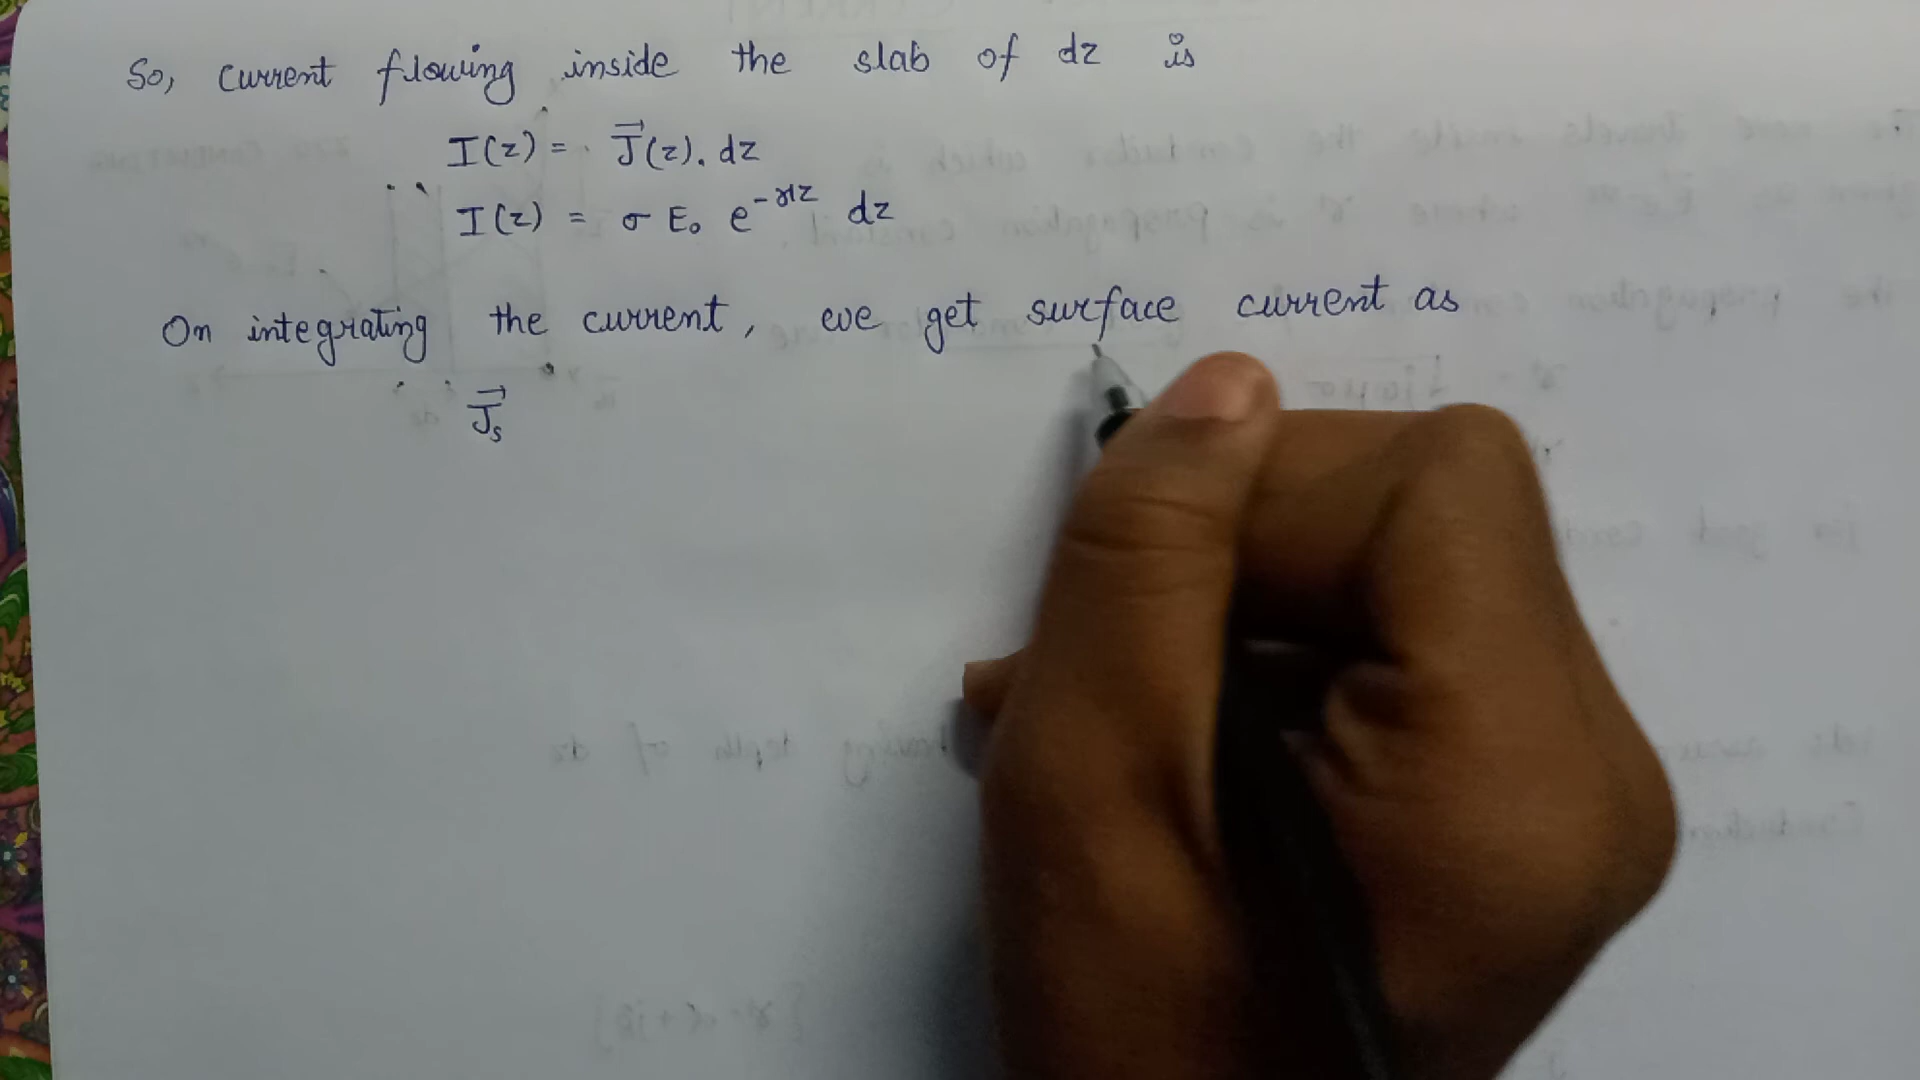 So, current flowing inside the slab of dz is
I(z) = J⃗(z). dz
I(z) = σ E₀ e^{-γz} dz
On integrating the current, we get surface current as
J⃗ₛ